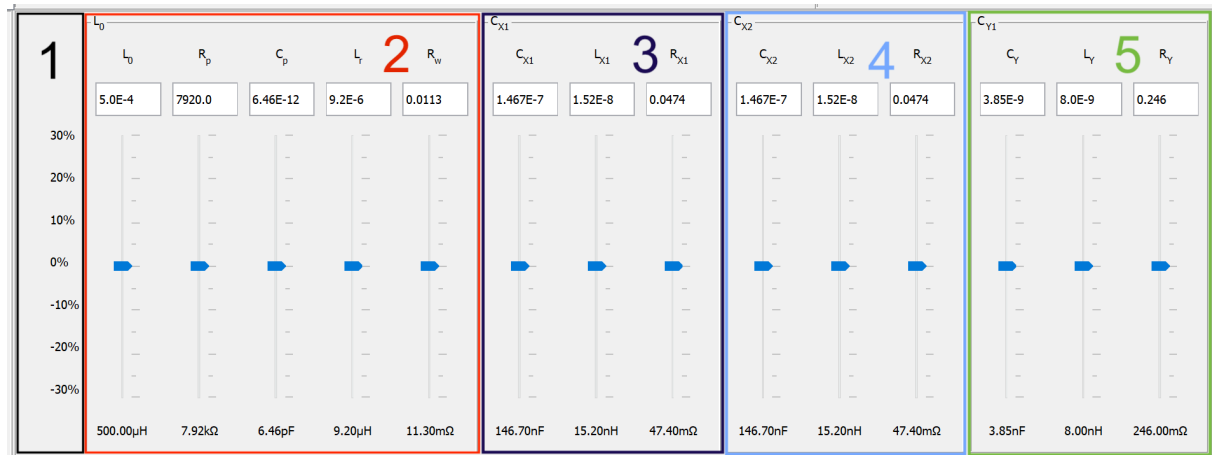 L0 CX1 CX2 CY1
1 2 3 4 5
L0 Rp Cp Lr Rw CX1 LX1 RX1 CX2 LX2 RX2 CY LY RY
5.0E-4 7920.0 6.46E-12 9.2E-6 0.0113 1.467E-7 1.52E-8 0.0474 1.467E-7 1.52E-8 0.0474 3.85E-9 8.0E-9 0.246
30%
20%
10%
0%
-10%
-20%
-30%
500.00µH 7.92kΩ 6.46pF 9.20µH 11.30mΩ 146.70nF 15.20nH 47.40mΩ 146.70nF 15.20nH 47.40mΩ 3.85nF 8.00nH 246.00mΩ